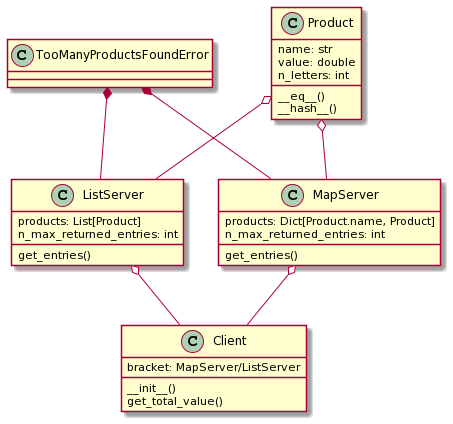 C Product
name: str
value: double
n_letters: int
__eq__()
__hash__()
C TooManyProductsFoundError
C ListServer
products: List[Product]
n_max_returned_entries: int
get_entries()
C MapServer
products: Dict[Product.name, Product]
n_max_returned_entries: int
get_entries()
C Client
bracket: MapServer/ListServer
__init__()
get_total_value()